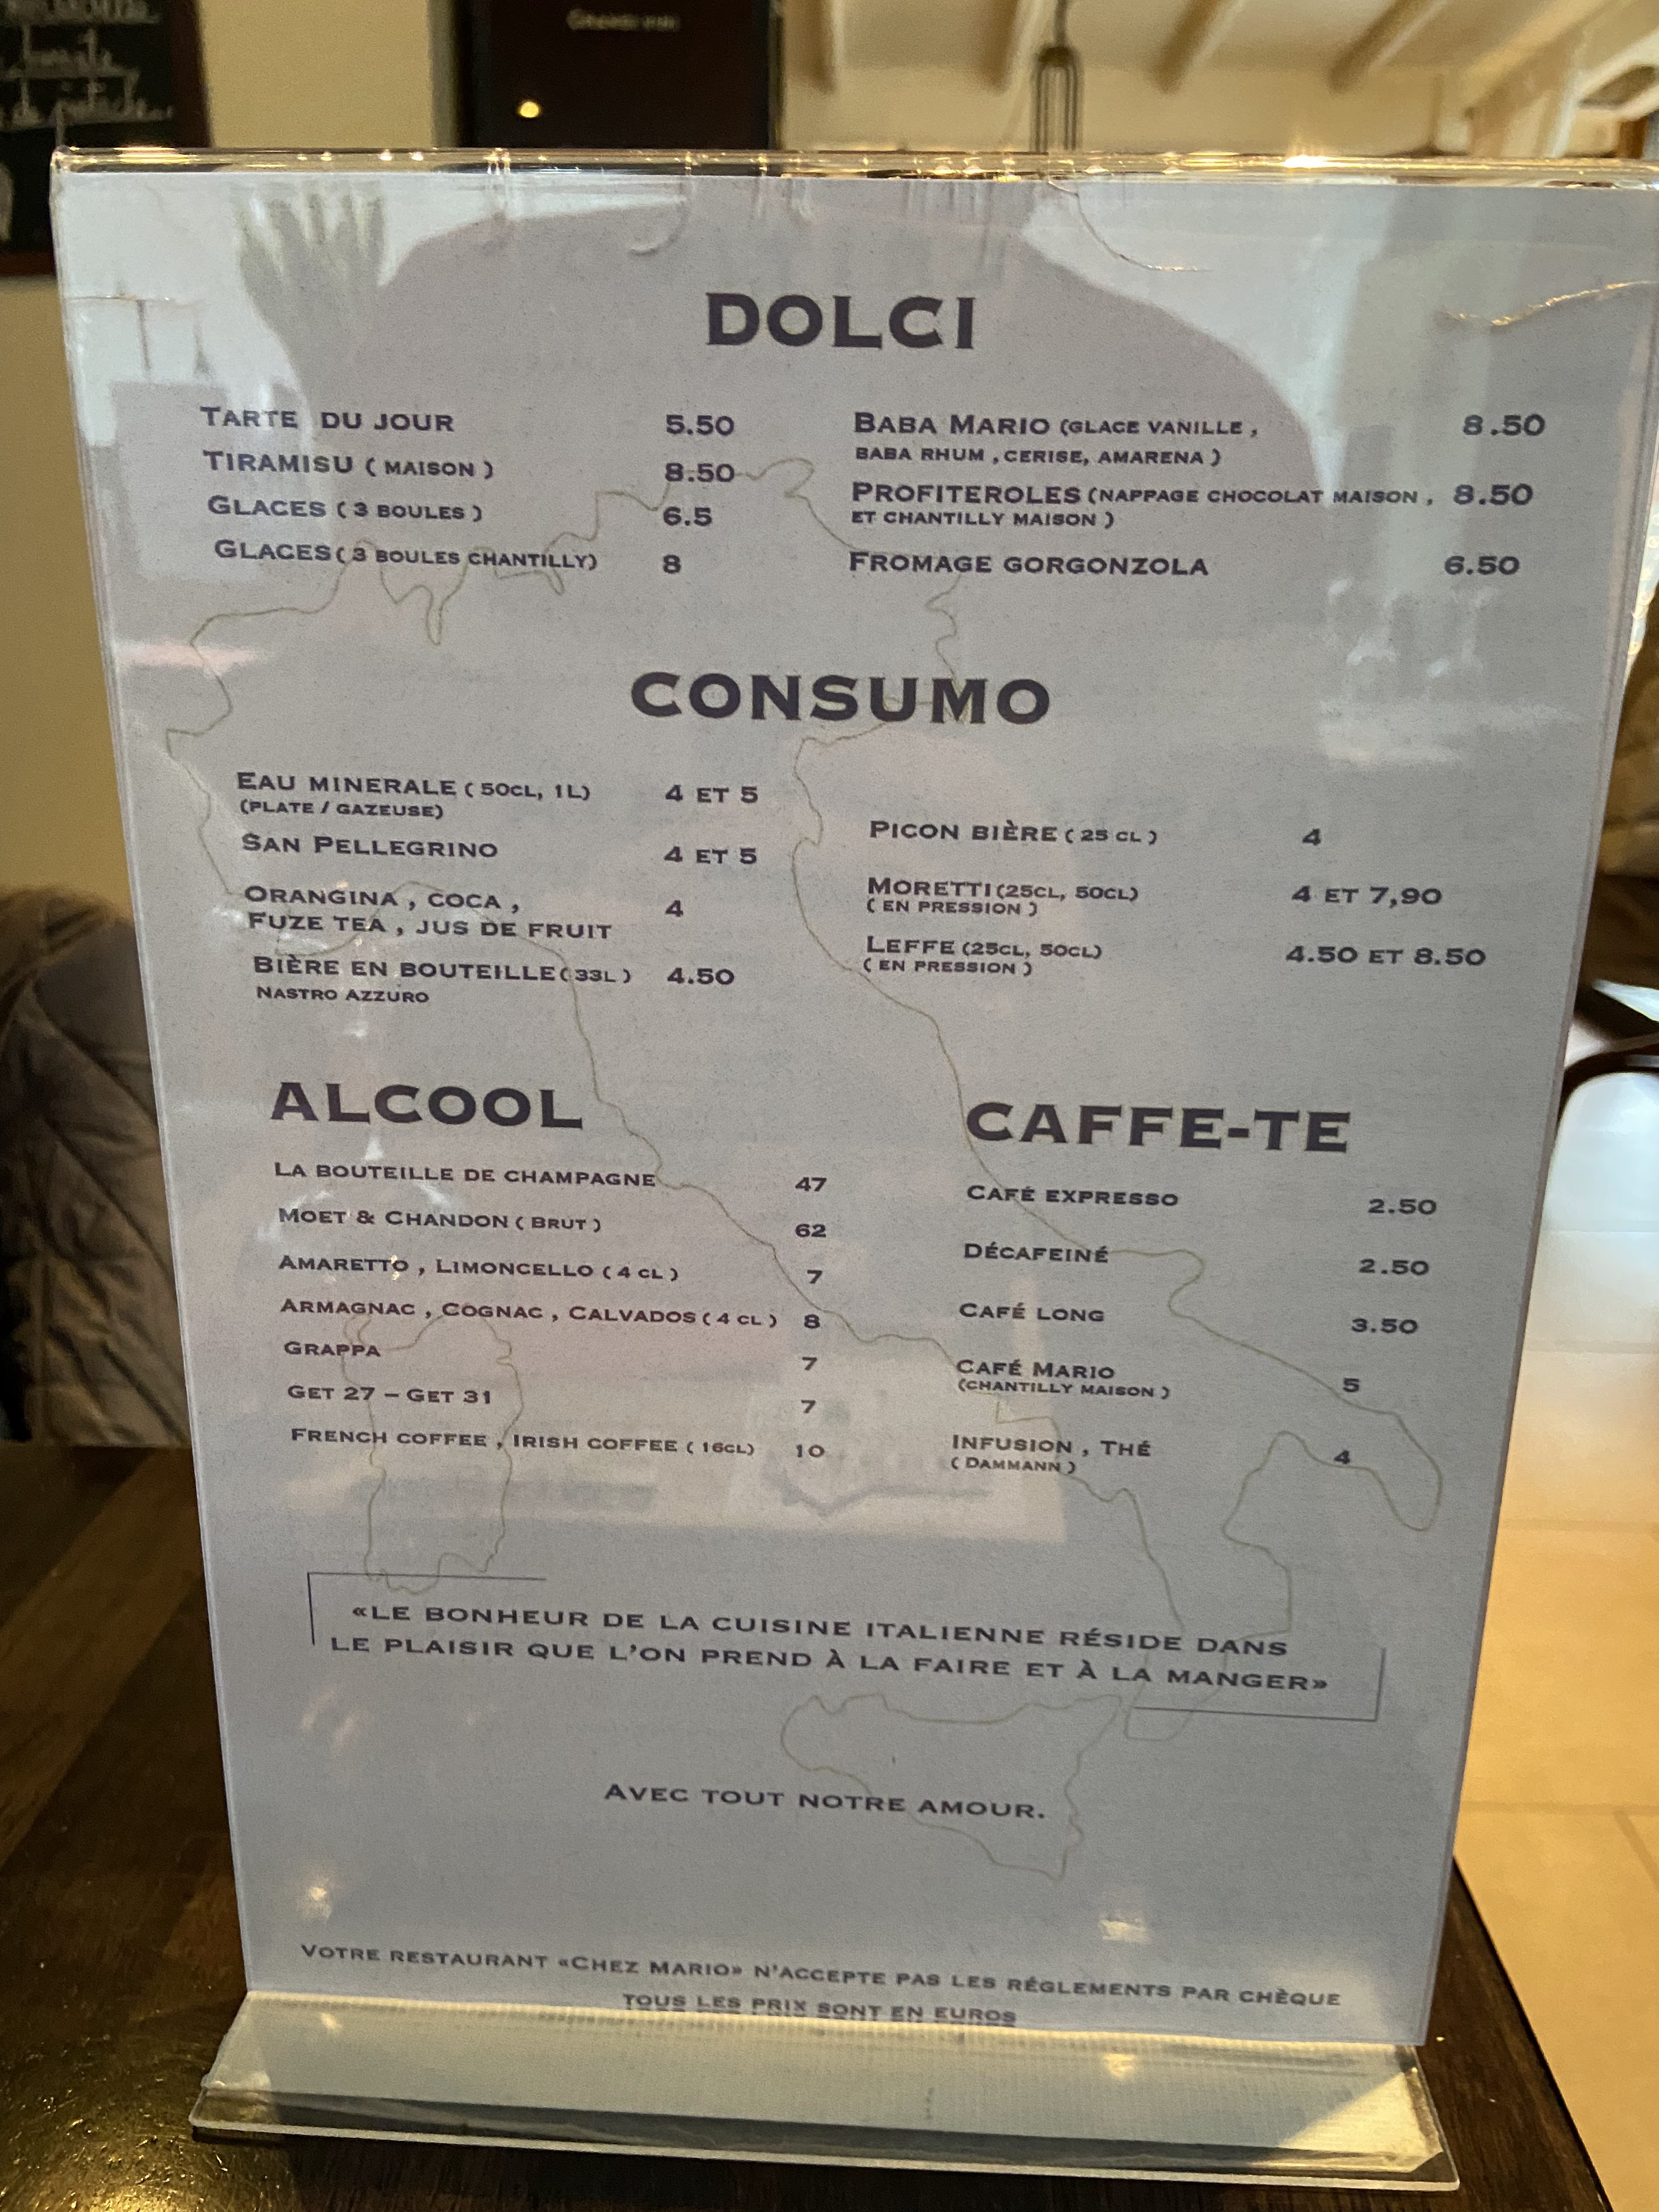 DOLCI
TARTE DU JOUR 5.50
TIRAMISU ( MAISON ) 8.50
GLACES ( 3 BOULES ) 6.5
GLACES( 3 BOULES CHANTILLY) 8
BABA MARIO (GLACE VANILLE , 8.50
BABA RHUM , CERISE, AMARENA )
PROFITEROLES (NAPPAGE CHOCOLAT MAISON , 8.50
ET CHANTILLY MAISON )
FROMAGE GORGONZOLA 6.50
CONSUMO
EAU MINERALE ( 50CL, 1L) 4 ET 5
(PLATE / GAZEUSE)
SAN PELLEGRINO 4 ET 5
ORANGINA , COCA , 4
FUZE TEA , JUS DE FRUIT
BIÈRE EN BOUTEILLE( 33L ) 4.50
NASTRO AZZURO
PICON BIÈRE ( 25 CL ) 4
MORETTI (25CL, 50CL) 4 ET 7,90
( EN PRESSION )
LEFFE (25CL, 50CL) 4.50 ET 8.50
( EN PRESSION )
ALCOOL
LA BOUTEILLE DE CHAMPAGNE 47
MOET & CHANDON ( BRUT ) 62
AMARETTO , LIMONCELLO ( 4 CL ) 7
ARMAGNAC , COGNAC , CALVADOS ( 4 CL ) 8
GRAPPA 7
GET 27 – GET 31 7
FRENCH COFFEE , IRISH COFFEE ( 16CL) 10
CAFFE-TE
CAFÉ EXPRESSO 2.50
DÉCAFEINÉ 2.50
CAFÉ LONG 3.50
CAFÉ MARIO 5
(CHANTILLY MAISON )
INFUSION , THÉ 4
( DAMMANN )
«LE BONHEUR DE LA CUISINE ITALIENNE RÉSIDE DANS
LE PLAISIR QUE L'ON PREND À LA FAIRE ET À LA MANGER»
AVEC TOUT NOTRE AMOUR.
VOTRE RESTAURANT «CHEZ MARIO» N'ACCEPTE PAS LES RÉGLEMENTS PAR CHÈQUE
TOUS LES PRIX SONT EN EUROS